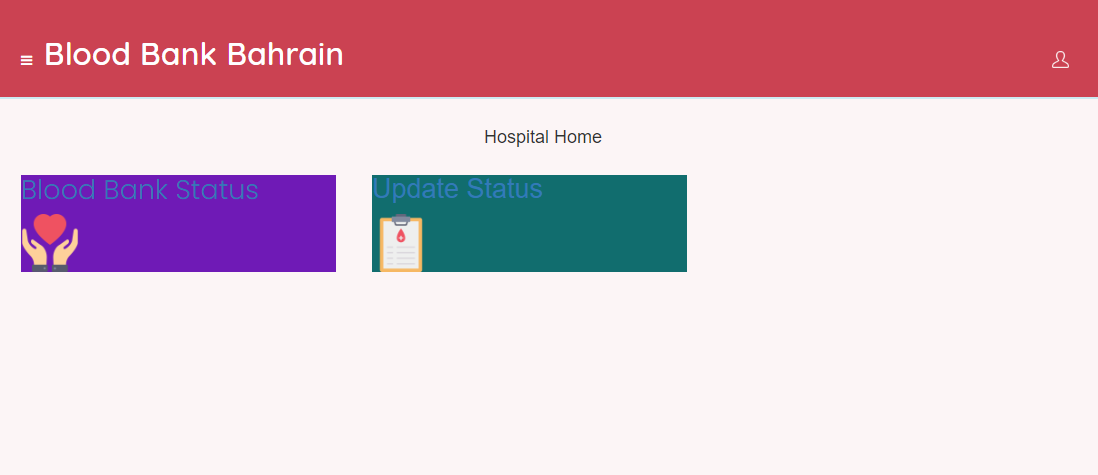 Blood Bank Bahrain
Hospital Home
Blood Bank Status
Update Status